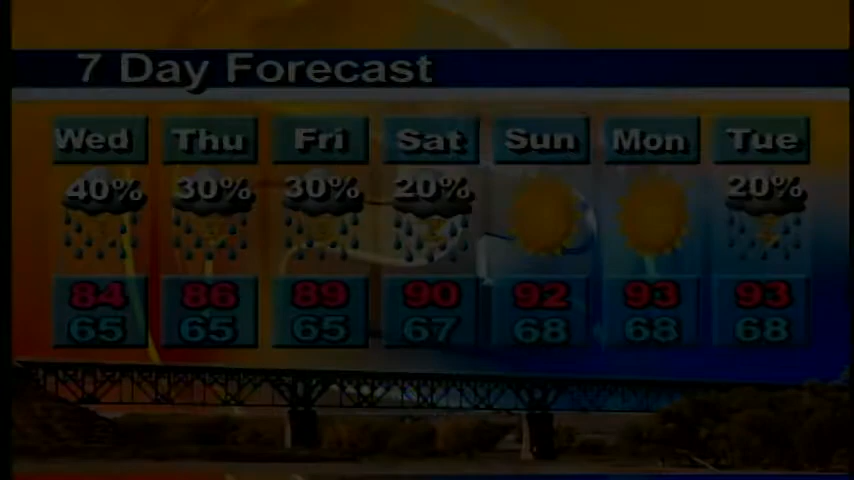 7 Day Forecast
Wed Thu Fri Sat Sun Mon Tue
40% 30% 30% 20% 20%
84 86 89 90 92 93 93
65 65 65 67 68 68 68